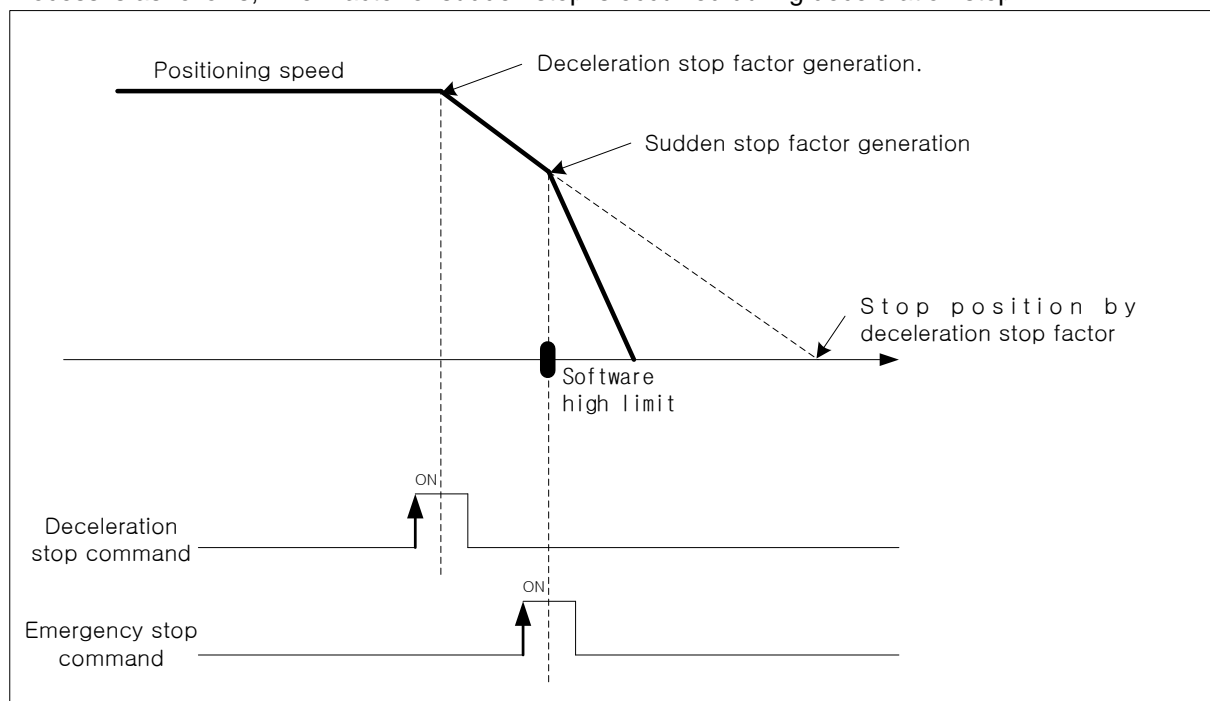 Positioning speed
Deceleration stop factor generation.
Sudden stop factor generation
Stop position by
deceleration stop factor
Software
high limit
ON
Deceleration
stop command
ON
Emergency stop
command